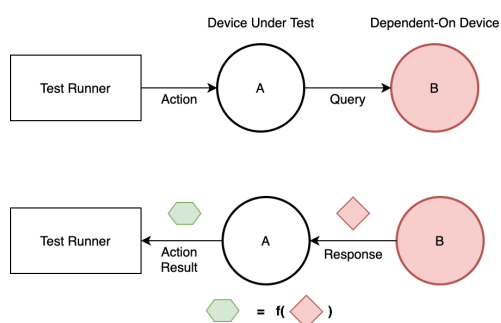 Device Under Test
Dependent-On Device
Test Runner
A
B
Action
Query
Test Runner
A
B
Action
Result
Response
= f( )